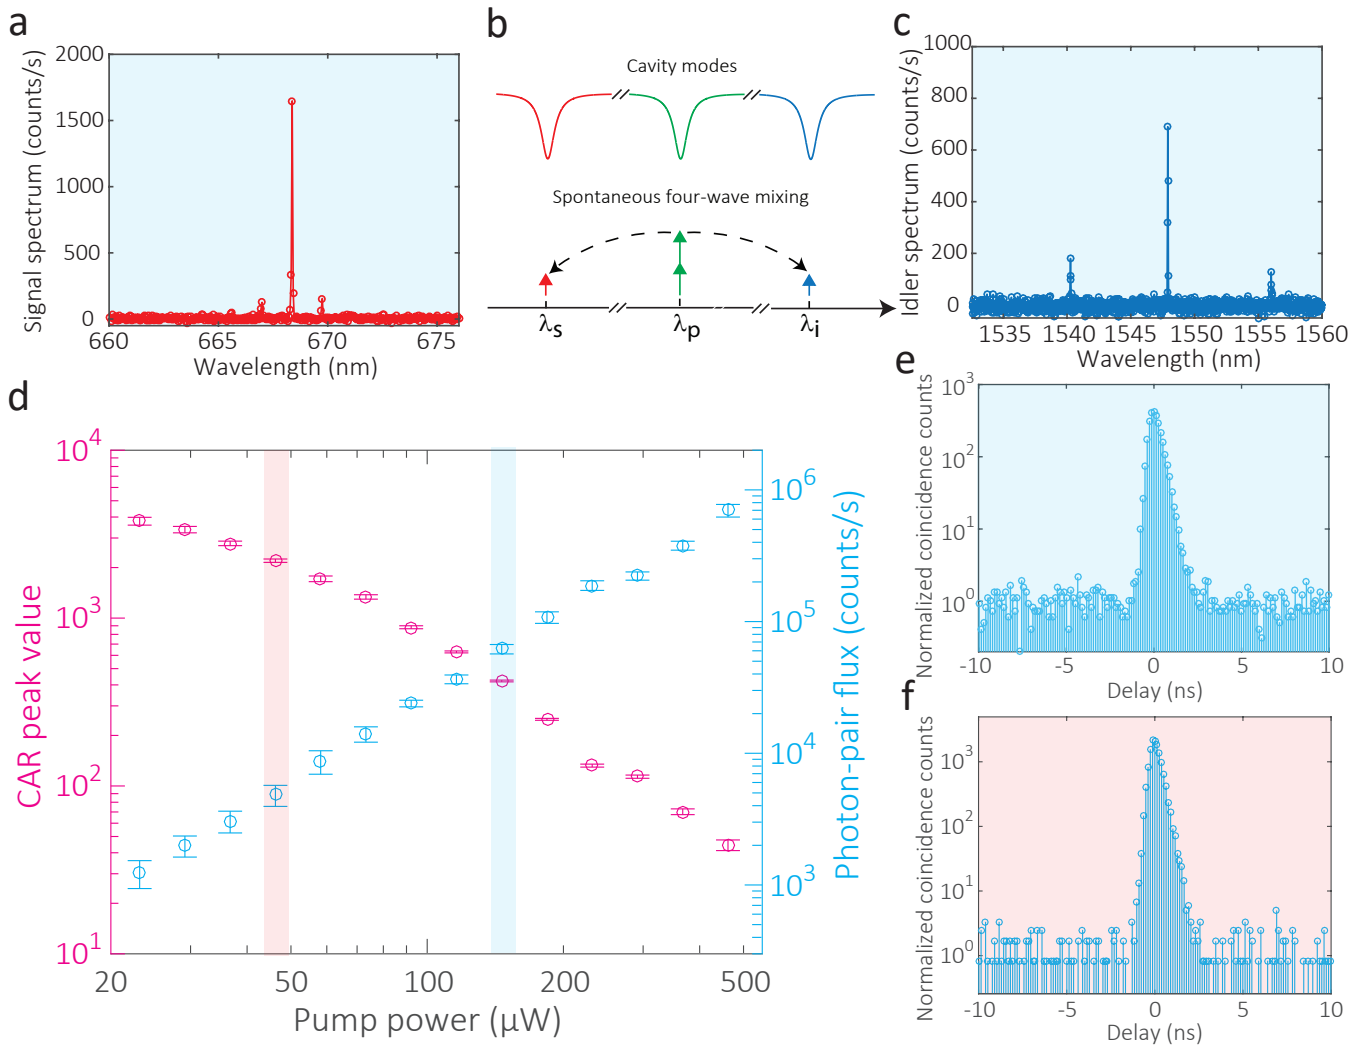 a
Signal spectrum (counts/s)
2000
1500
1000
500
0
660
665
670
675
Wavelength (nm)
b
Cavity modes
Spontaneous four-wave mixing
λs
λp
λi
c
Idler spectrum (counts/s)
1000
800
600
400
200
0
1535
1540
1545
1550
1555
1560
Wavelength (nm)
d
CAR peak value
10^4
10^3
10^2
10^1
Photon-pair flux (counts/s)
10^6
10^5
10^4
10^3
20
50
100
200
500
Pump power (μW)
e
Normalized coincidence counts
10^3
10^1
10^0
-10
-5
0
5
10
Delay (ns)
f
Normalized coincidence counts
10^3
10^2
10^1
10^0
-10
-5
0
5
10
Delay (ns)